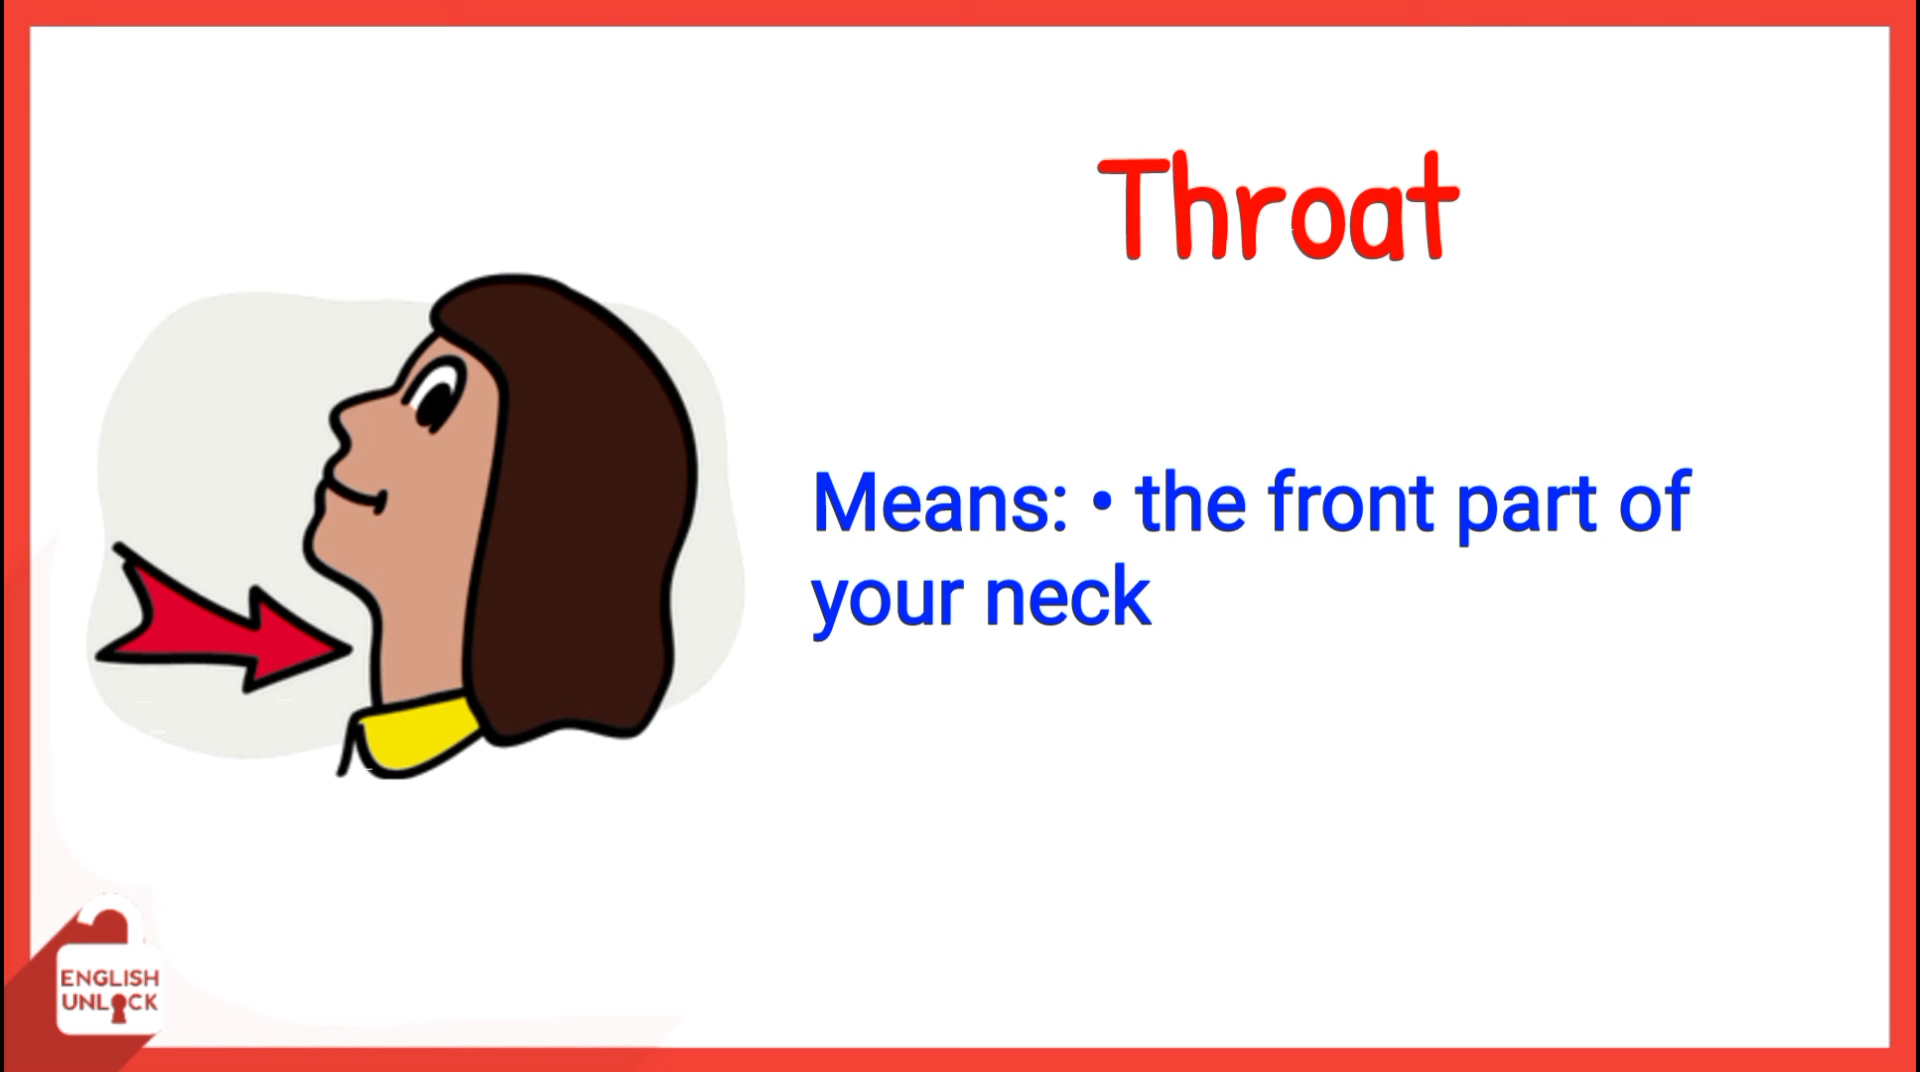 Throat
Means: • the front part of
your neck
ENGLISH
UNLOCK